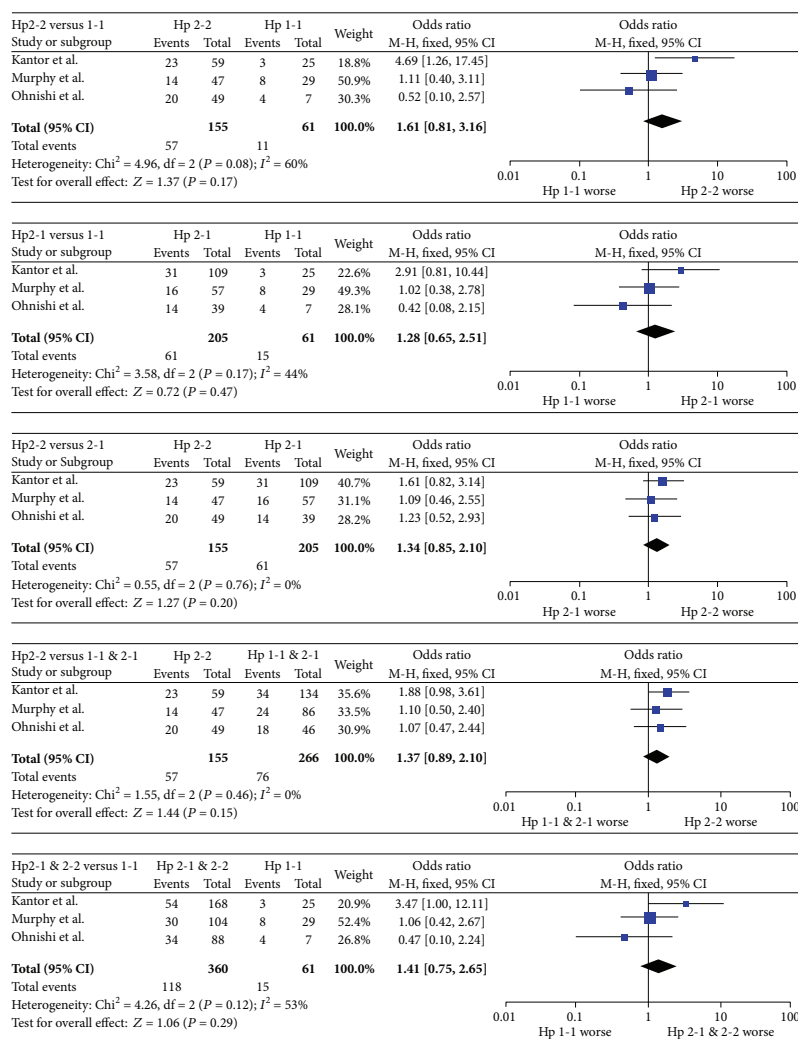 Hp2-2 versus 1-1 Hp 2-2 Hp 1-1 Weight Odds ratio Odds ratio
Study or subgroup Events Total Events Total M-H, fixed, 95% CI M-H, fixed, 95% CI
Kantor et al. 23 59 3 25 18.8% 4.69 [1.26, 17.45]
Murphy et al. 14 47 8 29 50.9% 1.11 [0.40, 3.11]
Ohnishi et al. 20 49 4 7 30.3% 0.52 [0.10, 2.57]
Total (95% CI) 155 61 100.0% 1.61 [0.81, 3.16]
Total events 57 11
Heterogeneity: Chi² = 4.96, df = 2 (P = 0.08); I² = 60%
Test for overall effect: Z = 1.37 (P = 0.17)
0.01 0.1 1 10 100
Hp 1-1 worse Hp 2-2 worse
Hp2-1 versus 1-1 Hp 2-1 Hp 1-1 Weight Odds ratio Odds ratio
Study or subgroup Events Total Events Total M-H, fixed, 95% CI M-H, fixed, 95% CI
Kantor et al. 31 109 3 25 22.6% 2.91 [0.81, 10.44]
Murphy et al. 16 57 8 29 49.3% 1.02 [0.38, 2.78]
Ohnishi et al. 14 39 4 7 28.1% 0.42 [0.08, 2.15]
Total (95% CI) 205 61 100.0% 1.28 [0.65, 2.51]
Total events 61 15
Heterogeneity: Chi² = 3.58, df = 2 (P = 0.17); I² = 44%
Test for overall effect: Z = 0.72 (P = 0.47)
0.01 0.1 1 10 100
Hp 1-1 worse Hp 2-1 worse
Hp2-2 versus 2-1 Hp 2-2 Hp 2-1 Weight Odds ratio Odds ratio
Study or Subgroup Events Total Events Total M-H, fixed, 95% CI M-H, fixed, 95% CI
Kantor et al. 23 59 31 109 40.7% 1.61 [0.82, 3.14]
Murphy et al. 14 47 16 57 31.1% 1.09 [0.46, 2.55]
Ohnishi et al. 20 49 14 39 28.2% 1.23 [0.52, 2.93]
Total (95% CI) 155 205 100.0% 1.34 [0.85, 2.10]
Total events 57 61
Heterogeneity: Chi² = 0.55, df = 2 (P = 0.76); I² = 0%
Test for overall effect: Z = 1.27 (P = 0.20)
0.01 0.1 1 10 100
Hp 2-1 worse Hp 2-2 worse
Hp2-2 versus 1-1 & 2-1 Hp 2-2 Hp 1-1 & 2-1 Weight Odds ratio Odds ratio
Study or subgroup Events Total Events Total M-H, fixed, 95% CI M-H, fixed, 95% CI
Kantor et al. 23 59 34 134 35.6% 1.88 [0.98, 3.61]
Murphy et al. 14 47 24 86 33.5% 1.10 [0.50, 2.40]
Ohnishi et al. 20 49 18 46 30.9% 1.07 [0.47, 2.44]
Total (95% CI) 155 266 100.0% 1.37 [0.89, 2.10]
Total events 57 76
Heterogeneity: Chi² = 1.55, df = 2 (P = 0.46); I² = 0%
Test for overall effect: Z = 1.44 (P = 0.15)
0.01 0.1 1 10 100
Hp 1-1 & 2-1 worse Hp 2-2 worse
Hp2-1 & 2-2 versus 1-1 Hp 2-1 & 2-2 Hp 1-1 Weight Odds ratio Odds ratio
Study or subgroup Events Total Events Total M-H, fixed, 95% CI M-H, fixed, 95% CI
Kantor et al. 54 168 3 25 20.9% 3.47 [1.00, 12.11]
Murphy et al. 30 104 8 29 52.4% 1.06 [0.42, 2.67]
Ohnishi et al. 34 88 4 7 26.8% 0.47 [0.10, 2.24]
Total (95% CI) 360 61 100.0% 1.41 [0.75, 2.65]
Total events 118 15
Heterogeneity: Chi² = 4.26, df = 2 (P = 0.12); I² = 53%
Test for overall effect: Z = 1.06 (P = 0.29)
0.01 0.1 1 10 100
Hp 1-1 worse Hp 2-1 & 2-2 worse